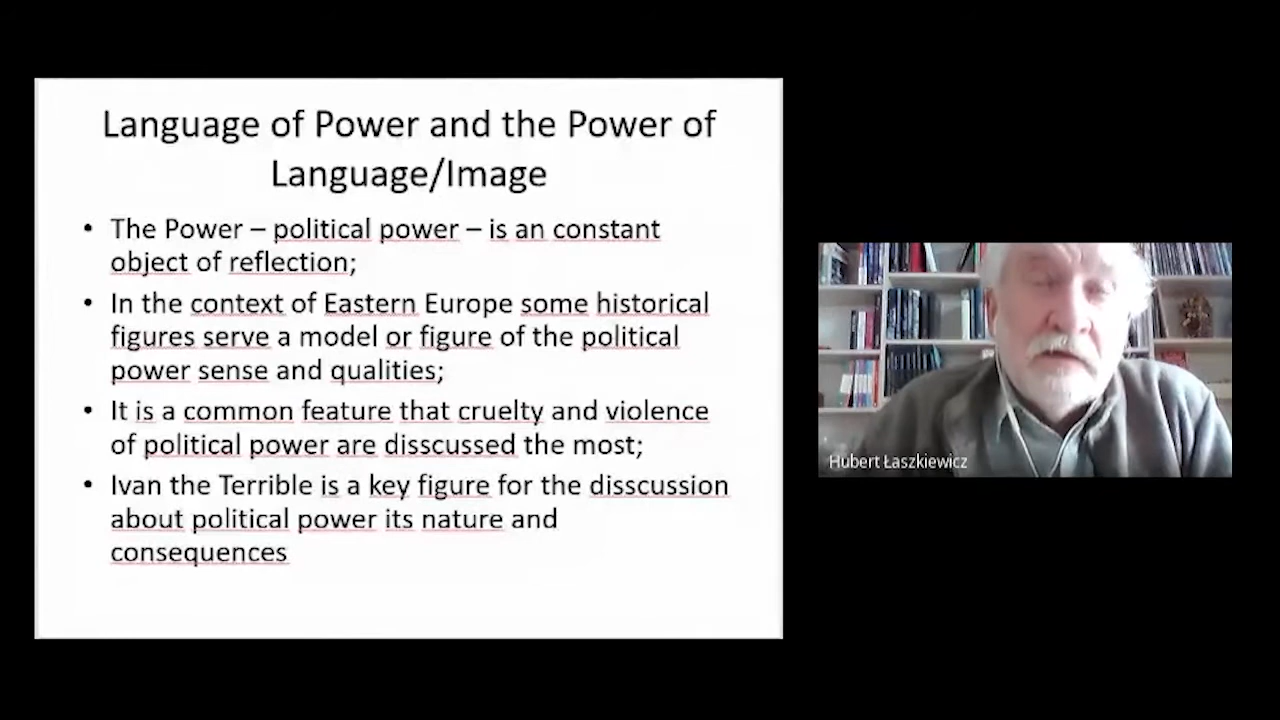 Language of Power and the Power of
Language/Image
• The Power – political power – is an constant
object of reflection;
• In the context of Eastern Europe some historical
figures serve a model or figure of the political
power sense and qualities;
• It is a common feature that cruelty and violence
of political power are disscussed the most;
• Ivan the Terrible is a key figure for the disscussion
about political power its nature and
consequences
Hubert Łaszkiewicz